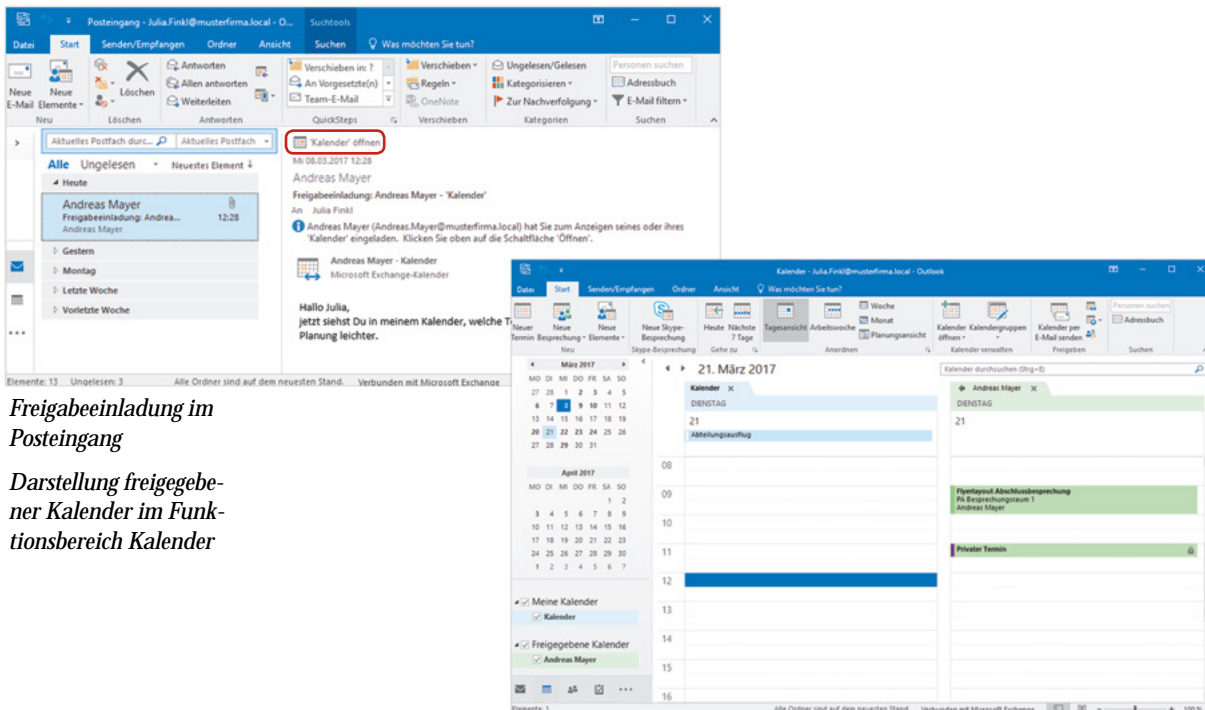 Posteingang - Julia.Finkl@musterfirma.local - O...
Suchtools
Datei Start Senden/Empfangen Ordner Ansicht Suchen Was möchten Sie tun?
Neue E-Mail
Neue Elemente
Löschen
Antworten
Allen antworten
Weiterleiten
Verschieben in: ?
An Vorgesetzte(n)
Team-E-Mail
Verschieben
Regeln
OneNote
Ungelesen/Gelesen
Kategorisieren
Zur Nachverfolgung
Personen suchen
Adressbuch
E-Mail filtern
Neu Löschen Antworten QuickSteps Verschieben Kategorien Suchen
Aktuelles Postfach durc... Aktuelles Postfach
Alle Ungelesen Neuestes Element
Heute
Andreas Mayer
Freigabeeinladung: Andrea... 12:28
Andreas Mayer
Gestern
Montag
Letzte Woche
Vorletzte Woche
'Kalender' öffnen
Mi 08.03.2017 12:28
Andreas Mayer
Freigabeeinladung: Andreas Mayer - 'Kalender'
An Julia Finkl
Andreas Mayer (Andreas.Mayer@musterfirma.local) hat Sie zum Anzeigen seines oder ihres
'Kalender' eingeladen. Klicken Sie oben auf die Schaltfläche 'Öffnen'.
Andreas Mayer - Kalender
Microsoft Exchange-Kalender
Hallo Julia,
jetzt siehst Du in meinem Kalender, welche
Planung leichter.
Elemente: 13 Ungelesen: 3 Alle Ordner sind auf dem neuesten Stand. Verbunden mit Microsoft Exchange
Freigabeeinladung im
Posteingang
Darstellung freigegebe-
ner Kalender im Funk-
tionsbereich Kalender
Kalender - Julia.Finkl@musterfirma.local - Outlook
Datei Start Senden/Empfangen Ordner Ansicht Was möchten Sie tun?
Neuer Termin
Neue Besprechung
Neue Elemente
Neue Skype-Besprechung
Heute
Nächste 7 Tage
Tagesansicht
Arbeitswoche
Woche
Monat
Planungsansicht
Kalender öffnen
Kalendergruppen
Kalender per E-Mail senden
Personen suchen
Adressbuch
Neu Skype-Besprechung Gehe zu Anordnen Kalender verwalten Freigeben Suchen
März 2017
MO DI MI DO FR SA SO
27 28 1 2 3 4 5
6 7 8 9 10 11 12
13 14 15 16 17 18 19
20 21 22 23 24 25 26
27 28 29 30 31
April 2017
MO DI MI DO FR SA SO
1 2
3 4 5 6 7 8 9
10 11 12 13 14 15 16
17 18 19 20 21 22 23
24 25 26 27 28 29 30
1 2 3 4 5 6 7
Meine Kalender
Kalender
Freigegebene Kalender
Andreas Mayer
21. März 2017
Kalender durchsuchen (Strg+E)
Kalender
DIENSTAG
21
Abteilungsausflug
Andreas Mayer
DIENSTAG
21
08
09
Flyerlayout Abschlussbesprechung
PA Besprechungsraum 1
Andreas Mayer
10
11
Privater Termin
12
13
14
15
16
Elemente: 1 Alle Ordner sind auf dem neuesten Stand. Verbunden mit Microsoft Exchange 100 %